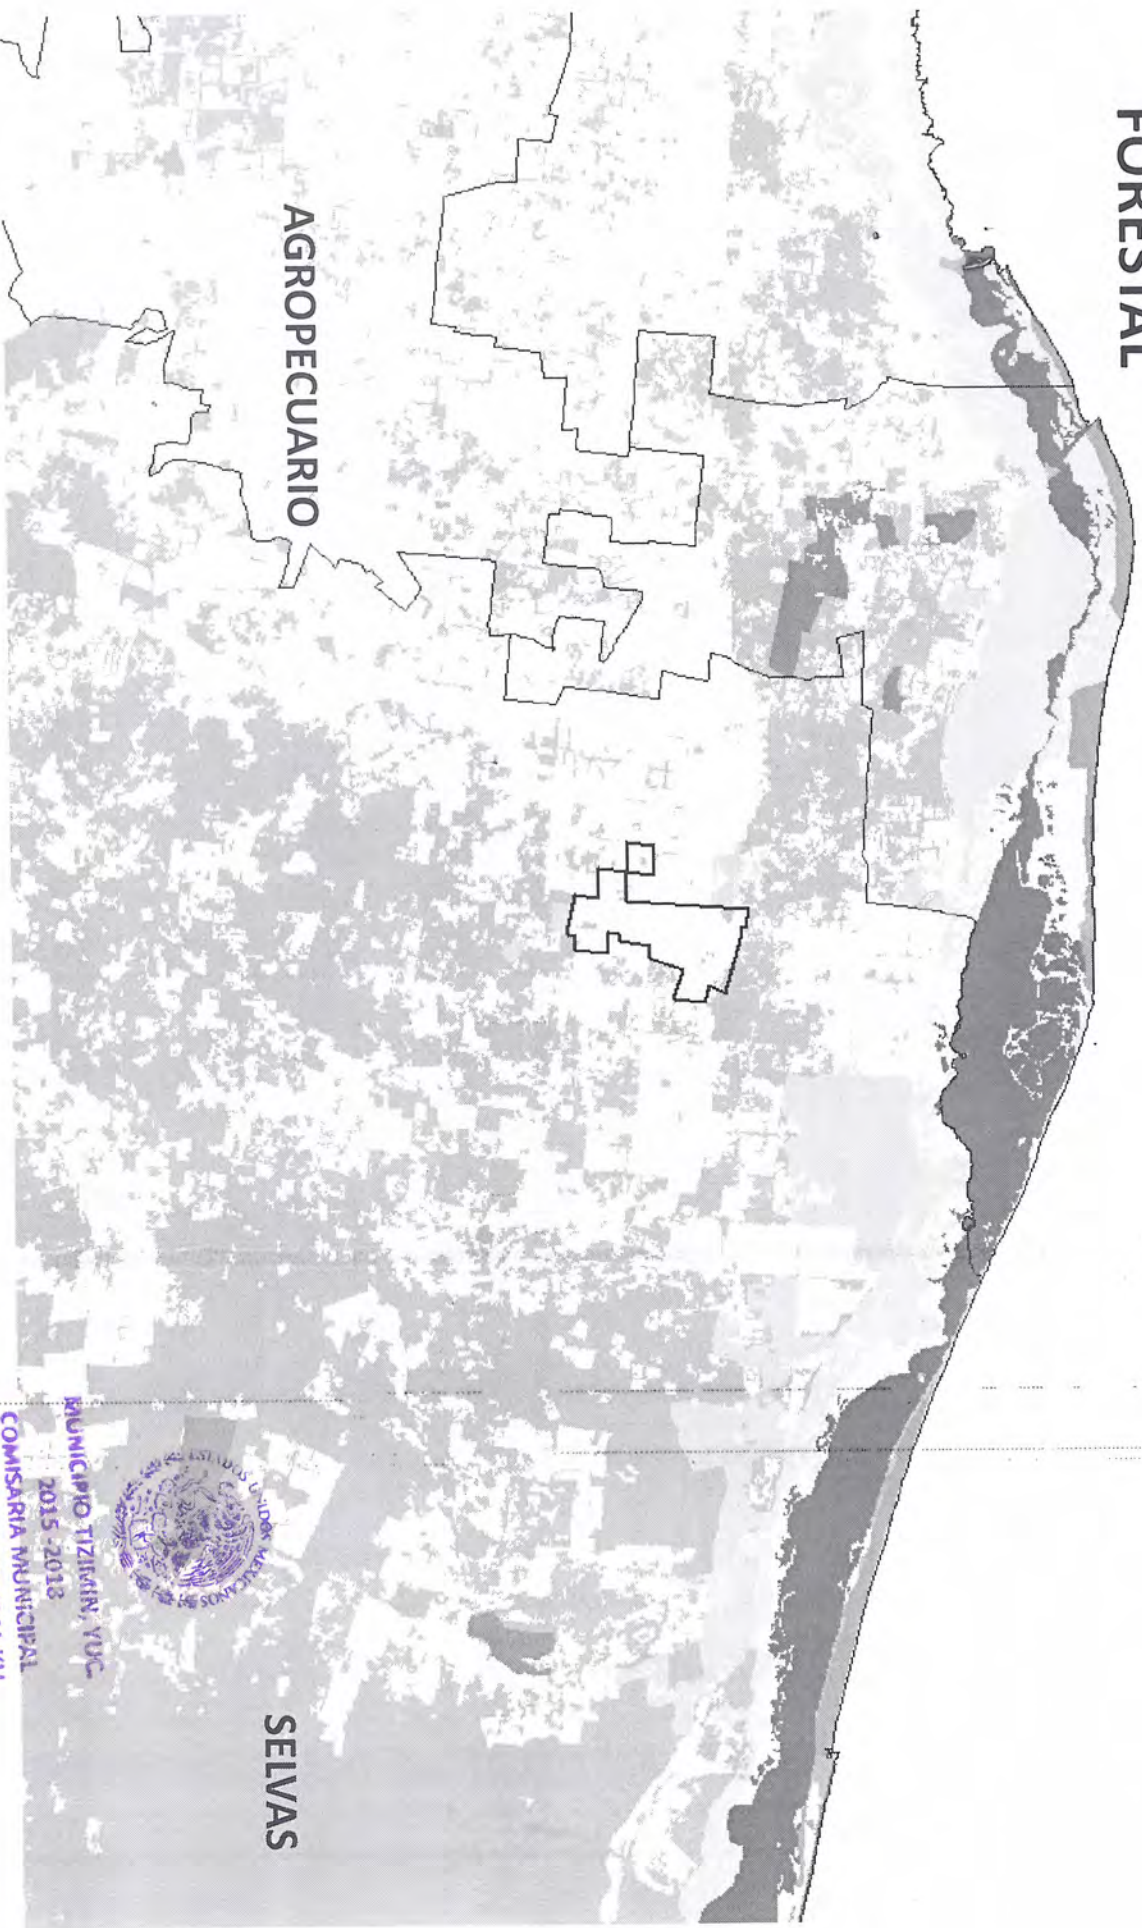 FORESTAL
AGROPECUARIO
SELVAS
ESTADOS UNIDOS MEXICANOS
MUNICIPIO TIZIMIN, YUC.
2015-2018
COMISARIA MUNICIPAL